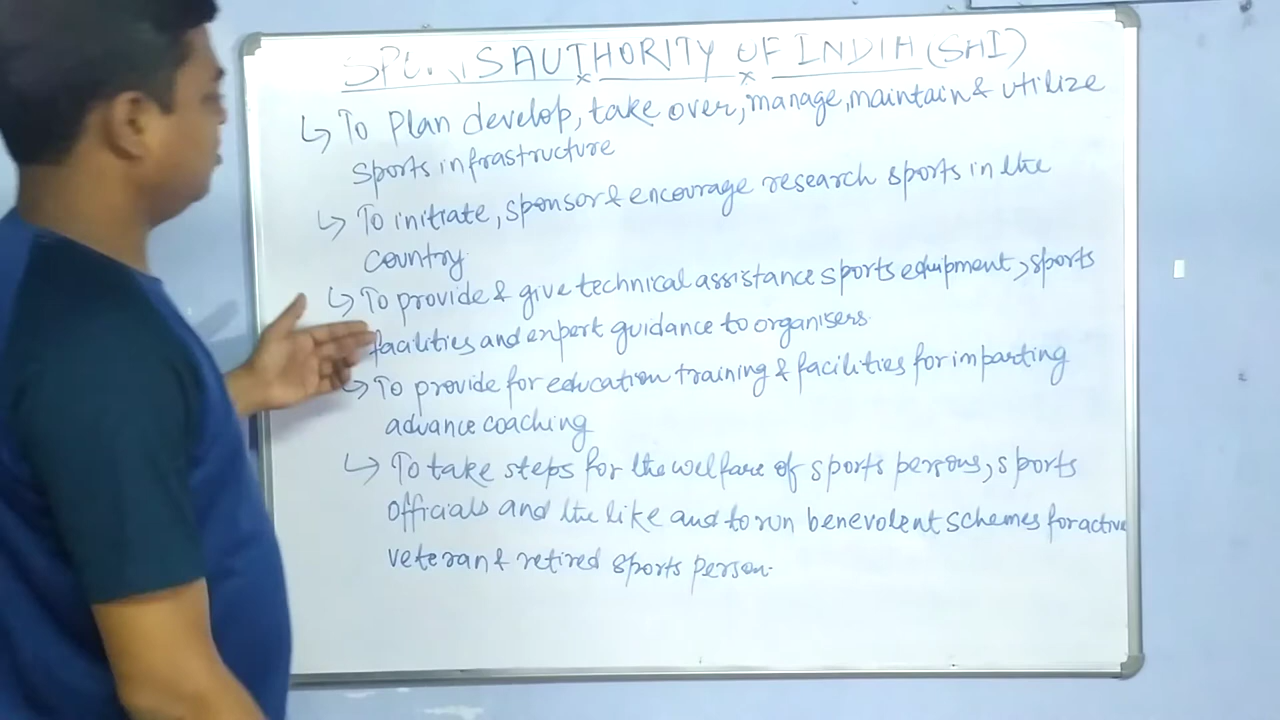 SAUTHORITY OF INDIA (SAI)
↳ To Plan develop, take over, manage, maintain & utilize
sports infrastructure
↳ To initiate, sponsor & encourage research sports in the
country
↳ To provide & give technical assistance sports equipment, sports
facilities and expert guidance to organisers.
↳ To provide for education training & facilities for imparting
advance coaching
↳ To take steps for the welfare of sports persons, sports
officials and the like and to run benevolent schemes for active
veteran & retired sports person.